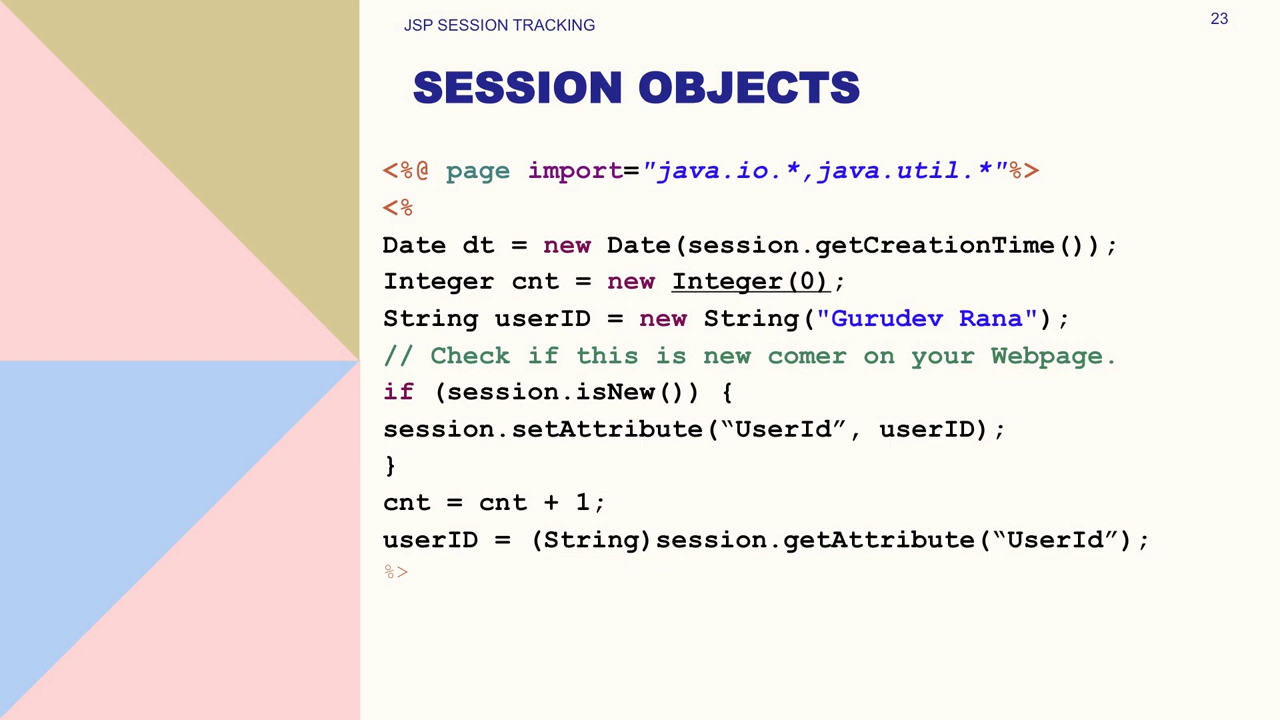 JSP SESSION TRACKING
23
SESSION OBJECTS
<%@ page import="java.io.*,java.util.*"%>
<%
Date dt = new Date(session.getCreationTime());
Integer cnt = new Integer(0);
String userID = new String("Gurudev Rana");
// Check if this is new comer on your Webpage.
if (session.isNew()) {
session.setAttribute(“UserId”, userID);
}
cnt = cnt + 1;
userID = (String)session.getAttribute(“UserId”);
%>